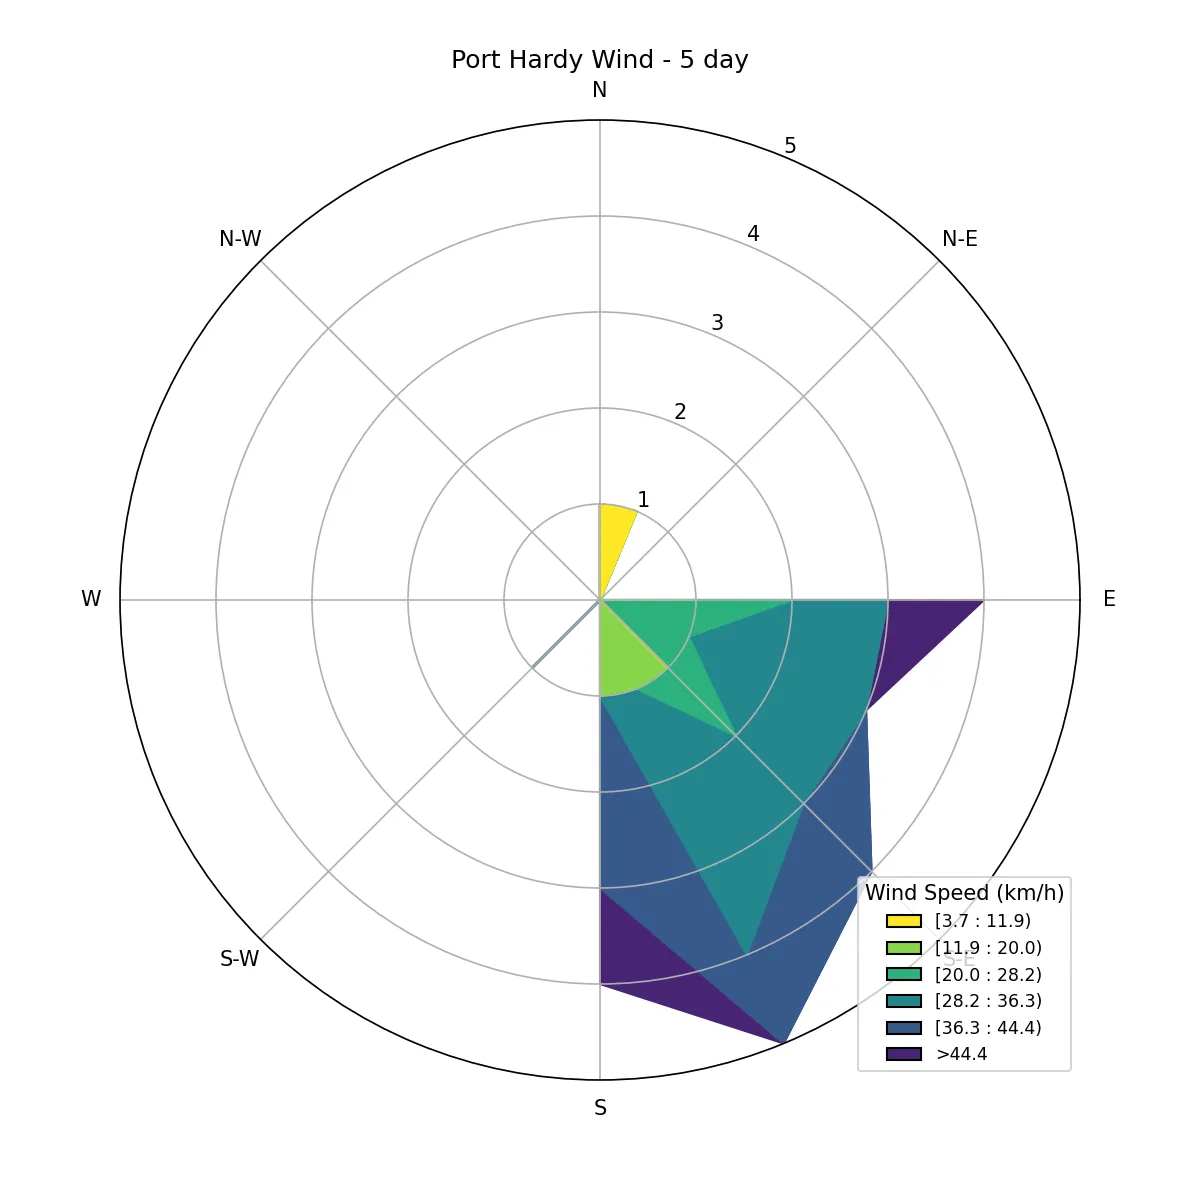 Port Hardy Wind - 5 day
N
5
N-W
N-E
4
3
2
1
W
E
Wind Speed (km/h)
[3.7 : 11.9)
[11.9 : 20.0)
S-W
S-E
[20.0 : 28.2)
[28.2 : 36.3)
[36.3 : 44.4)
>44.4
S